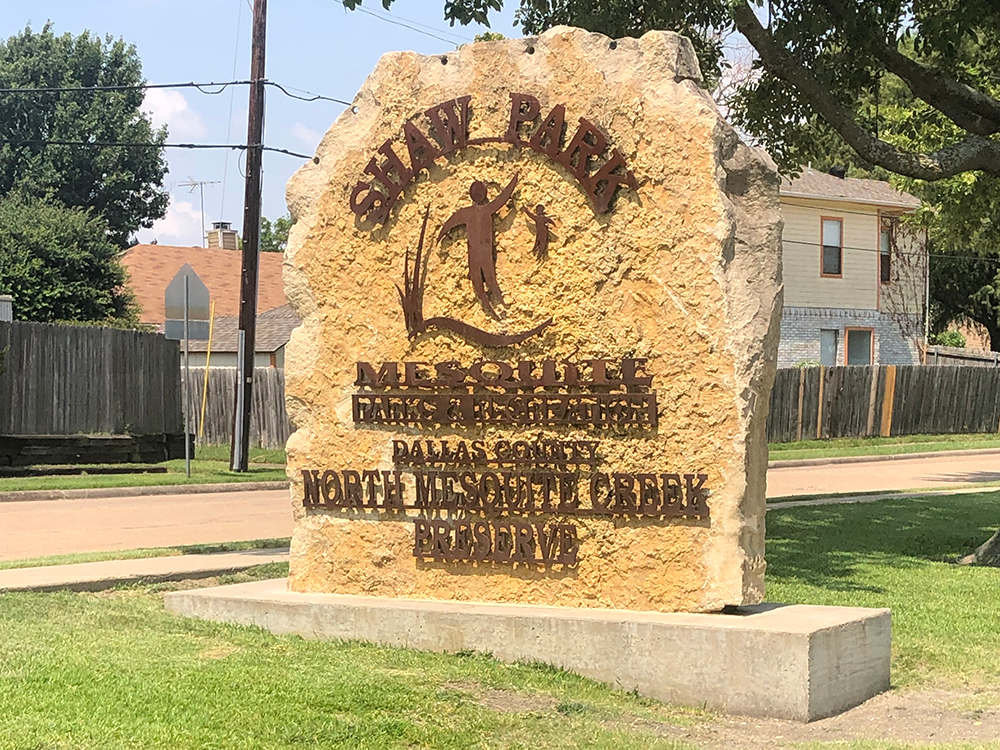 SHAW PARK
MESQUITE
PARKS & RECREATION
DALLAS COUNTY
NORTH MESQUITE CREEK
PRESERVE